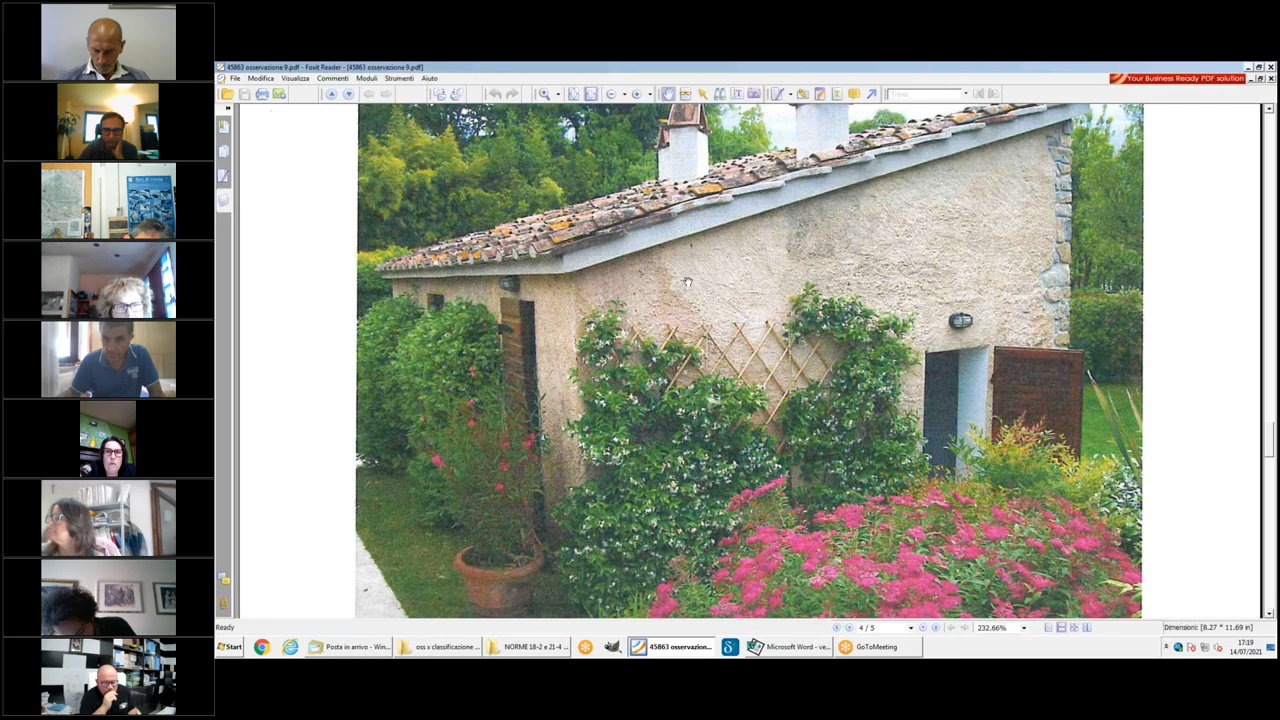 45863 osservazione 9.pdf - Foxit Reader - [45863 osservazione 9.pdf]
File Modifica Visualizza Commenti Moduli Strumenti Aiuto
Your Business Ready PDF solution
Ready
4 / 5
232.66%
Dimensioni: [8.27 * 11.69 in]
Start
Posta in arrivo - Win...
oss x classificazione ...
NORME 18-2 e 21-4 ...
45863 osservazion...
Microsoft Word - ve...
GoToMeeting
17:19
14/07/2021